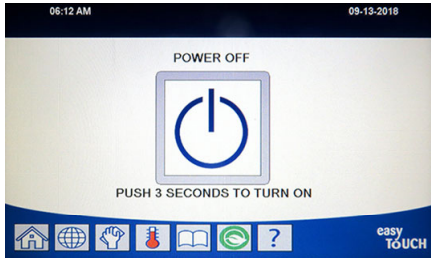 06:12 AM 09-13-2018
POWER OFF
PUSH 3 SECONDS TO TURN ON
?
easy
TOUCH